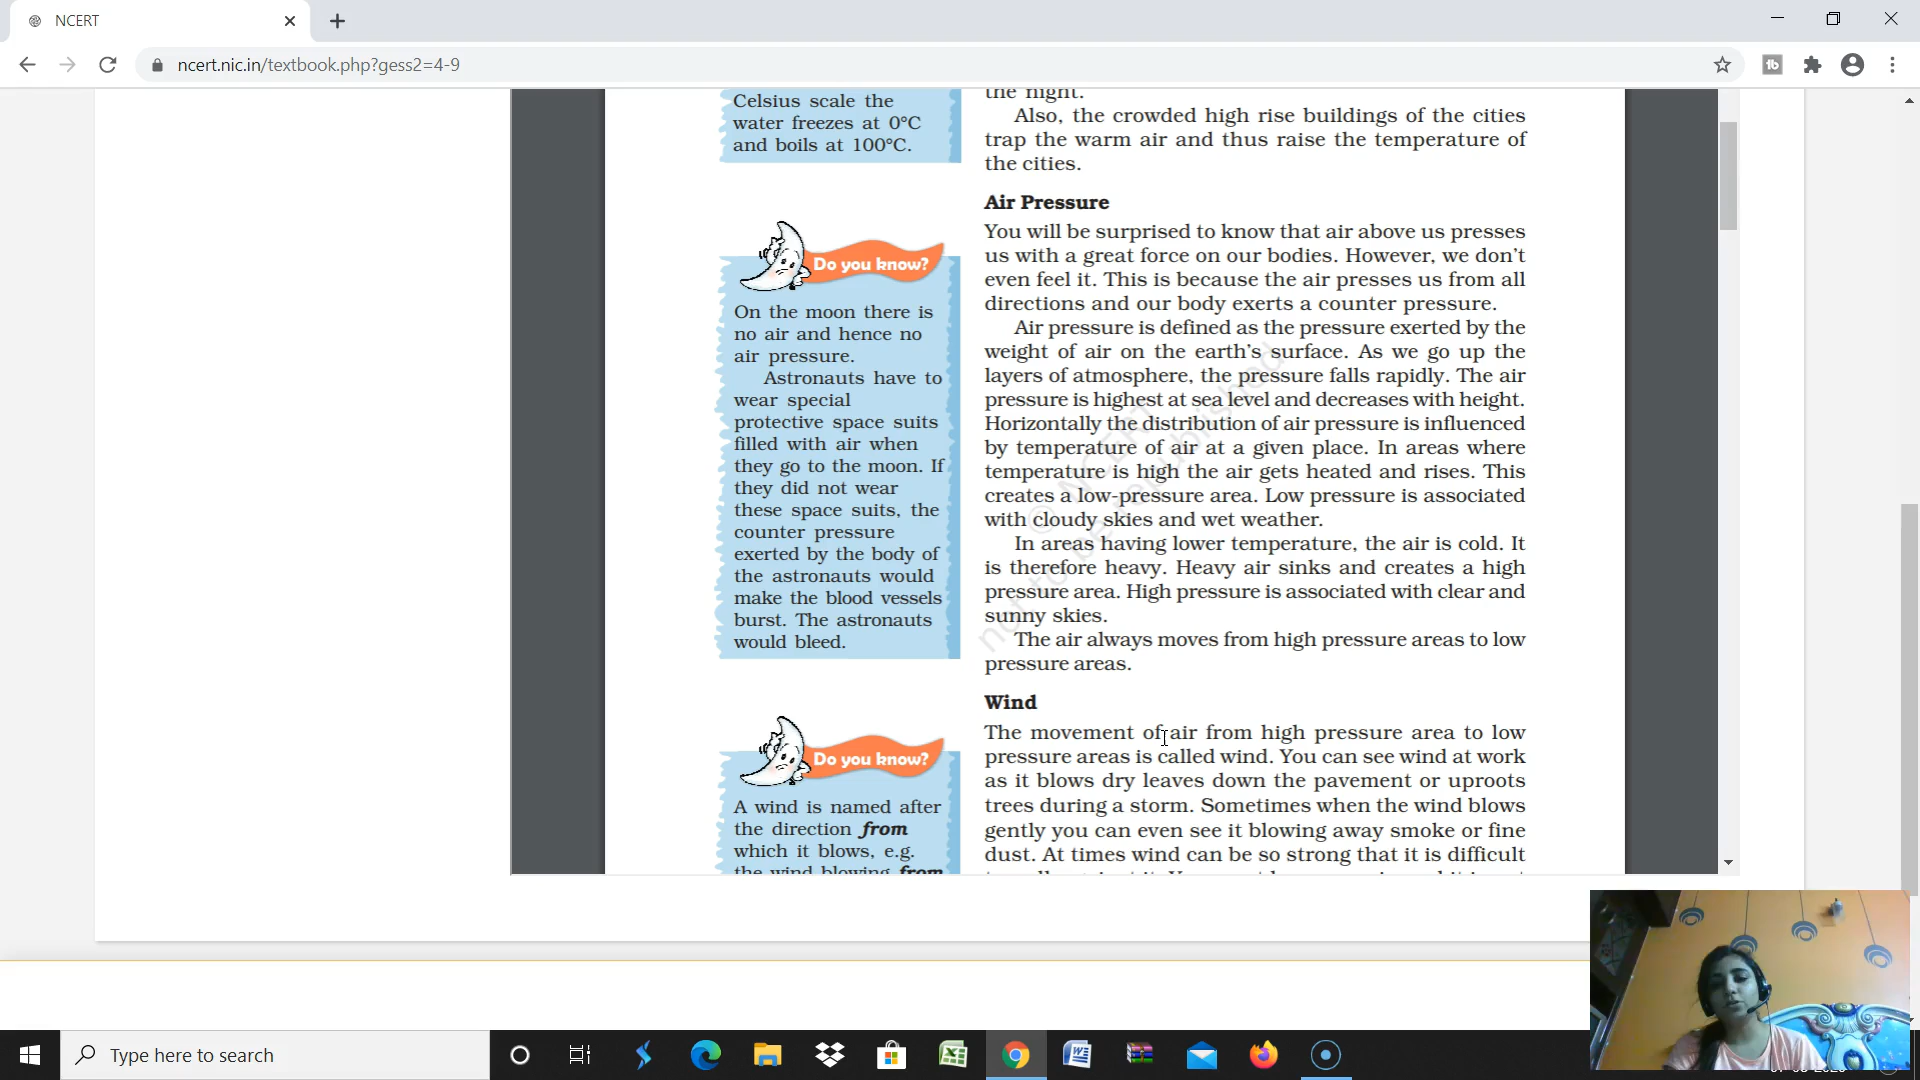 NCERT
ncert.nic.in/textbook.php?gess2=4-9
Celsius scale the
water freezes at 0°C
and boils at 100°C.
the night.
Also, the crowded high rise buildings of the cities
trap the warm air and thus raise the temperature of
the cities.
Air Pressure
You will be surprised to know that air above us presses
us with a great force on our bodies. However, we don't
even feel it. This is because the air presses us from all
directions and our body exerts a counter pressure.
Air pressure is defined as the pressure exerted by the
weight of air on the earth's surface. As we go up the
layers of atmosphere, the pressure falls rapidly. The air
pressure is highest at sea level and decreases with height.
Horizontally the distribution of air pressure is influenced
by temperature of air at a given place. In areas where
temperature is high the air gets heated and rises. This
creates a low-pressure area. Low pressure is associated
with cloudy skies and wet weather.
In areas having lower temperature, the air is cold. It
is therefore heavy. Heavy air sinks and creates a high
pressure area. High pressure is associated with clear and
sunny skies.
The air always moves from high pressure areas to low
pressure areas.
Do you know?
On the moon there is
no air and hence no
air pressure.
Astronauts have to
wear special
protective space suits
filled with air when
they go to the moon. If
they did not wear
these space suits, the
counter pressure
exerted by the body of
the astronauts would
make the blood vessels
burst. The astronauts
would bleed.
© NCERT
not to be republished
Wind
The movement of air from high pressure area to low
pressure areas is called wind. You can see wind at work
as it blows dry leaves down the pavement or uproots
trees during a storm. Sometimes when the wind blows
gently you can even see it blowing away smoke or fine
dust. At times wind can be so strong that it is difficult
Do you know?
A wind is named after
the direction from
which it blows, e.g.
the wind blowing from
Type here to search